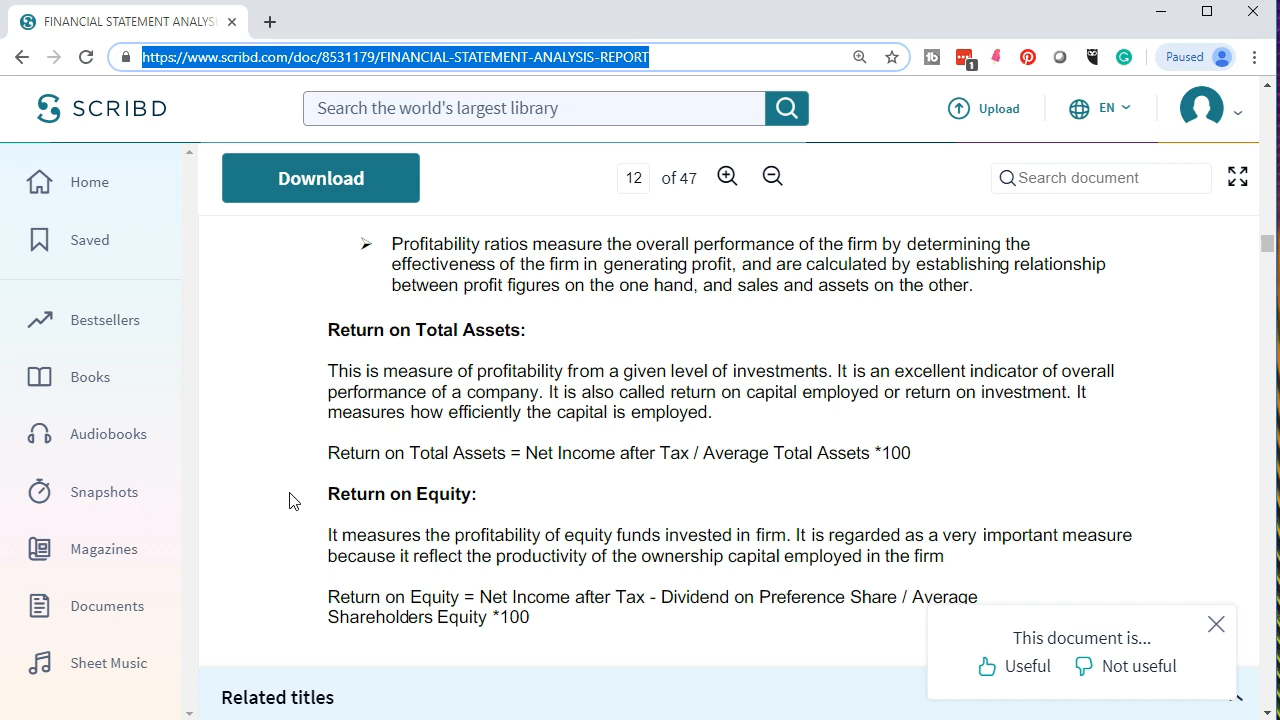 FINANCIAL STATEMENT ANALYS
https://www.scribd.com/doc/8531179/FINANCIAL-STATEMENT-ANALYSIS-REPORT
tb
1
G
Paused
SCRIBD
Search the world's largest library
Upload
EN
Home
Saved
Bestsellers
Books
Audiobooks
Snapshots
Magazines
Documents
Sheet Music
Download
12 of 47
Search document
Profitability ratios measure the overall performance of the firm by determining the
effectiveness of the firm in generating profit, and are calculated by establishing relationship
between profit figures on the one hand, and sales and assets on the other.
Return on Total Assets:
This is measure of profitability from a given level of investments. It is an excellent indicator of overall
performance of a company. It is also called return on capital employed or return on investment. It
measures how efficiently the capital is employed.
Return on Total Assets = Net Income after Tax / Average Total Assets *100
Return on Equity:
It measures the profitability of equity funds invested in firm. It is regarded as a very important measure
because it reflect the productivity of the ownership capital employed in the firm
Return on Equity = Net Income after Tax - Dividend on Preference Share / Average
Shareholders Equity *100
This document is...
Useful
Not useful
Related titles